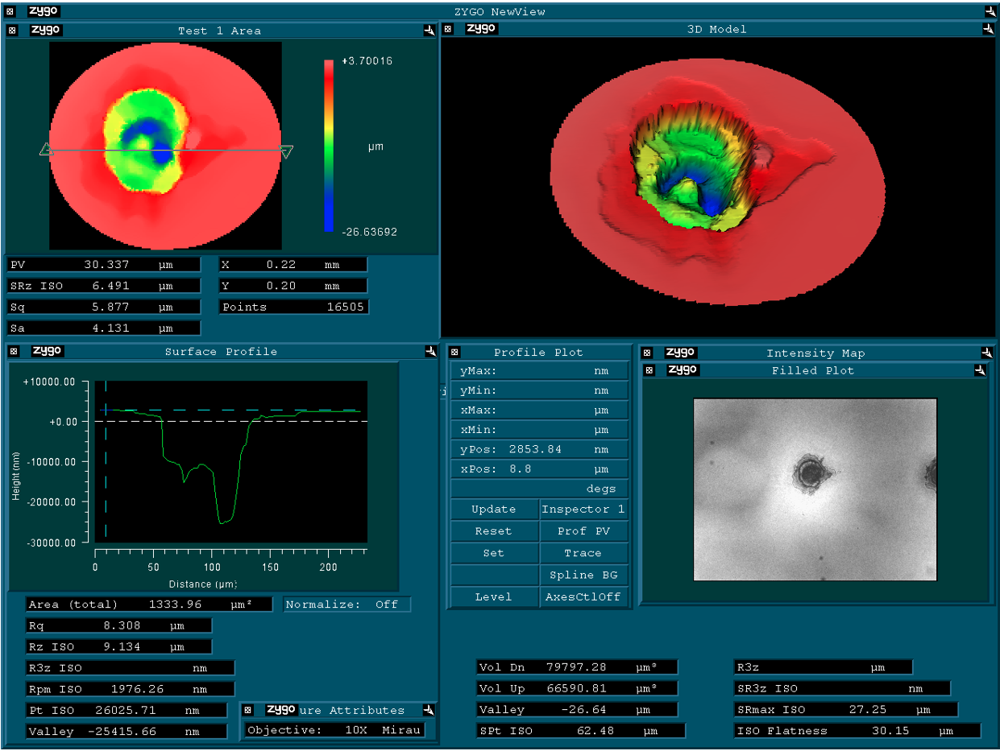 zygo ZYGO NewView
zygo Test 1 Area
+3.70016
µm
-26.63692
PV 30.337 µm
SRz ISO 6.491 µm
Sq 5.877 µm
Sa 4.131 µm
X 0.22 mm
Y 0.20 mm
Points 16505
zygo 3D Model
zygo Surface Profile
+10000.00
+0.00
-10000.00
-20000.00
-30000.00
Height (nm)
0 50 100 150 200
Distance (µm)
Area (total) 1333.96 µm²
Normalize: Off
Rq 8.308 µm
Rz ISO 9.134 µm
R3z ISO nm
Rpm ISO 1976.26 nm
Pt ISO 26025.71 nm
Valley -25415.66 nm
zygo ure Attributes
Objective: 10X Mirau
Profile Plot
yMax: nm
yMin: nm
xMax: µm
xMin: µm
yPos: 2853.84 nm
xPos: 8.8 µm
degs
Update Inspector 1
Reset Prof PV
Set Trace
Spline BG
Level AxesCtlOff
zygo Intensity Map
zygo Filled Plot
Vol Dn 79797.28 µm³
Vol Up 66590.81 µm³
Valley -26.64 µm
SPt ISO 62.48 µm
R3z µm
SR3z ISO nm
SRmax ISO 27.25 µm
ISO Flatness 30.15 µm